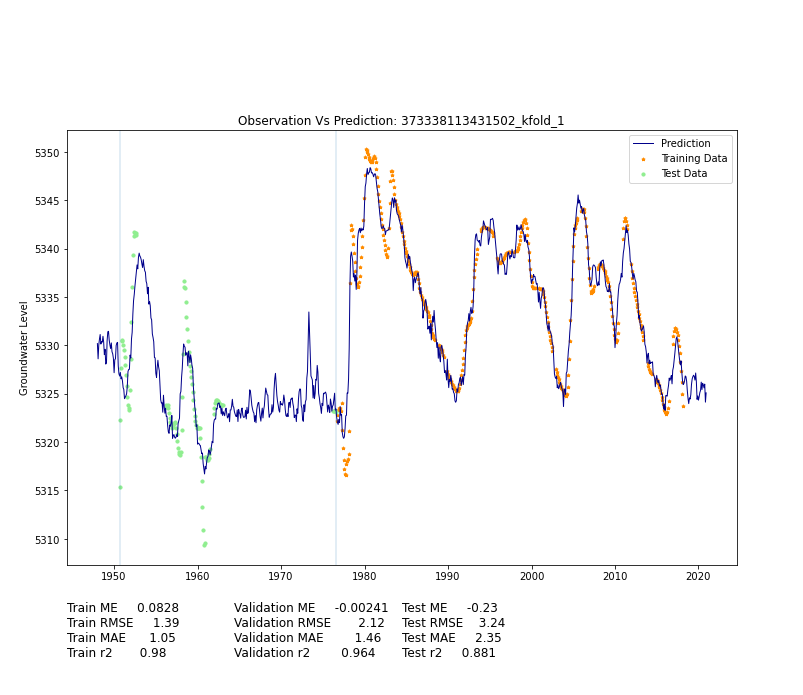 Observation Vs Prediction: 373338113431502_kfold_1
Prediction
Training Data
Test Data
Groundwater Level
5350
5345
5340
5335
5330
5325
5320
5315
5310
1950 1960 1970 1980 1990 2000 2010 2020
Train ME 0.0828 Validation ME -0.00241 Test ME -0.23
Train RMSE 1.39 Validation RMSE 2.12 Test RMSE 3.24
Train MAE 1.05 Validation MAE 1.46 Test MAE 2.35
Train r2 0.98 Validation r2 0.964 Test r2 0.881